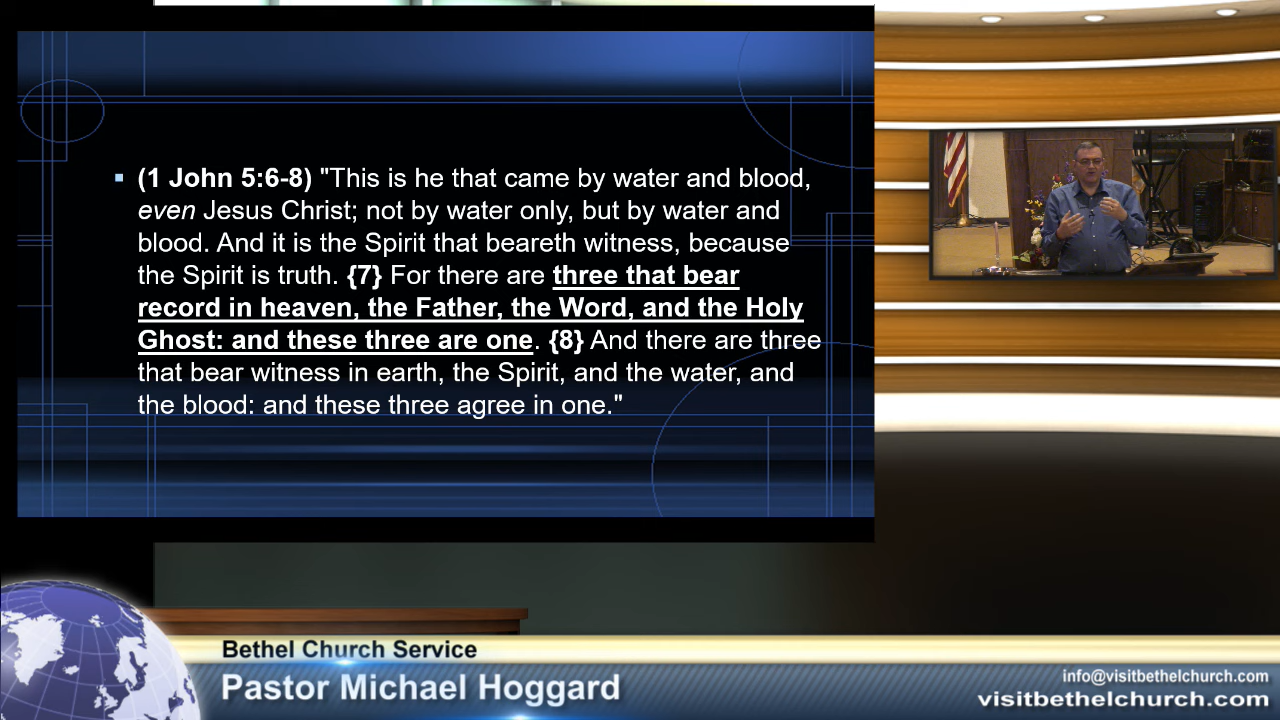 (1 John 5:6-8) "This is he that came by water and blood,
even Jesus Christ; not by water only, but by water and
blood. And it is the Spirit that beareth witness, because
the Spirit is truth. {7} For there are three that bear
record in heaven, the Father, the Word, and the Holy
Ghost: and these three are one. {8} And there are three
that bear witness in earth, the Spirit, and the water, and
the blood: and these three agree in one."
Bethel Church Service
Pastor Michael Hoggard
info@visitbethelchurch.com
visitbethelchurch.com